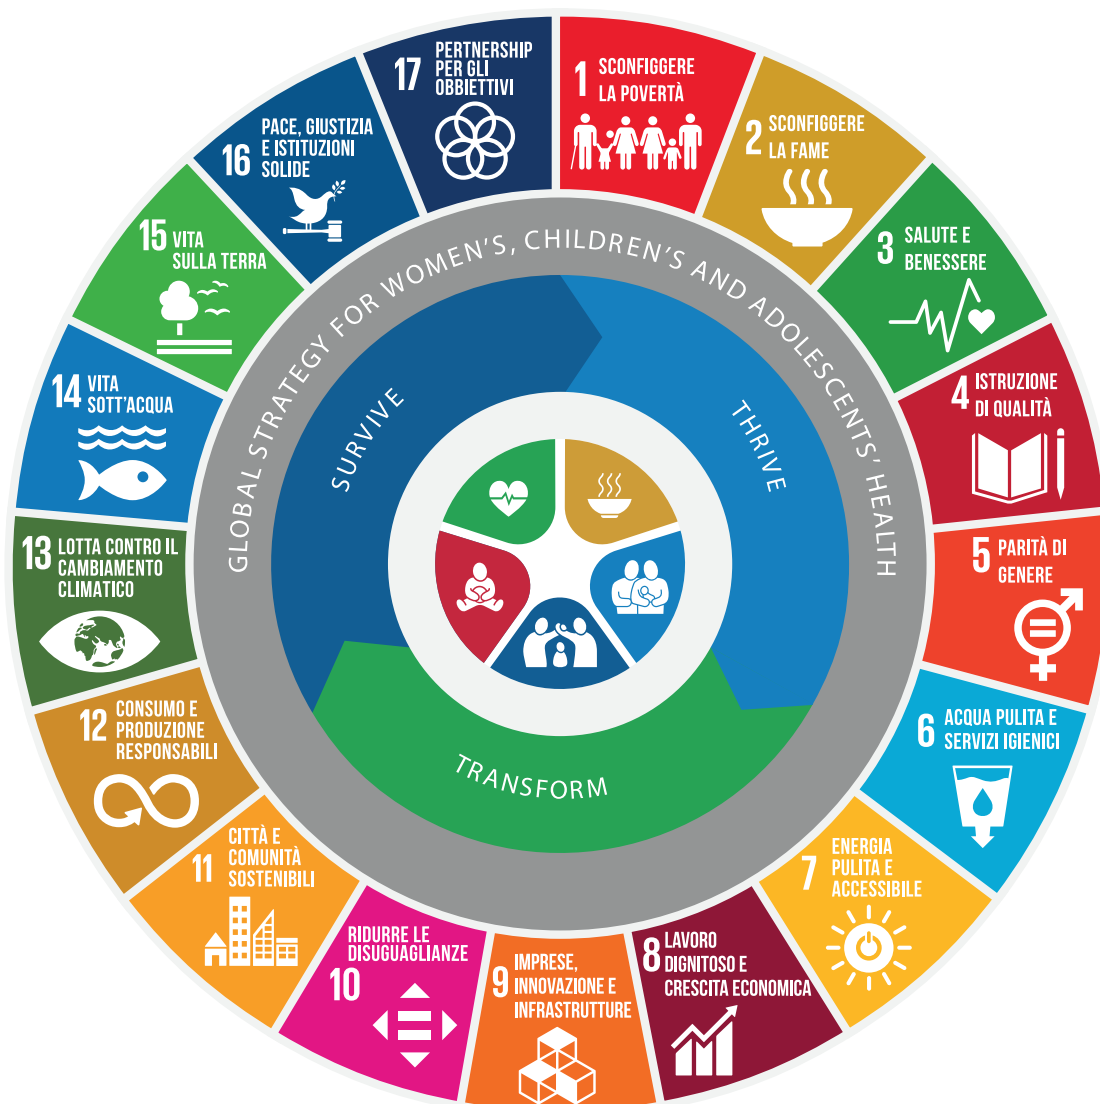 1 SCONFIGGERE
LA POVERTÀ
2 SCONFIGGERE
LA FAME
3 SALUTE E
BENESSERE
4 ISTRUZIONE
DI QUALITÀ
5 PARITÀ DI
GENERE
6 ACQUA PULITA E
SERVIZI IGIENICI
7 ENERGIA
PULITA E
ACCESSIBILE
8 LAVORO
DIGNITOSO E
CRESCITA ECONOMICA
9 IMPRESE,
INNOVAZIONE E
INFRASTRUTTURE
RIDURRE LE
DISUGUAGLIANZE
10
11 CITTÀ E
COMUNITÀ
SOSTENIBILI
12 CONSUMO E
PRODUZIONE
RESPONSABILI
13 LOTTA CONTRO IL
CAMBIAMENTO
CLIMATICO
14 VITA
SOTT'ACQUA
15 VITA
SULLA TERRA
16 PACE, GIUSTIZIA
E ISTITUZIONI
SOLIDE
17 PERTNERSHIP
PER GLI
OBBIETTIVI
GLOBAL STRATEGY FOR WOMEN'S, CHILDREN'S AND ADOLESCENTS' HEALTH
SURVIVE
THRIVE
TRANSFORM